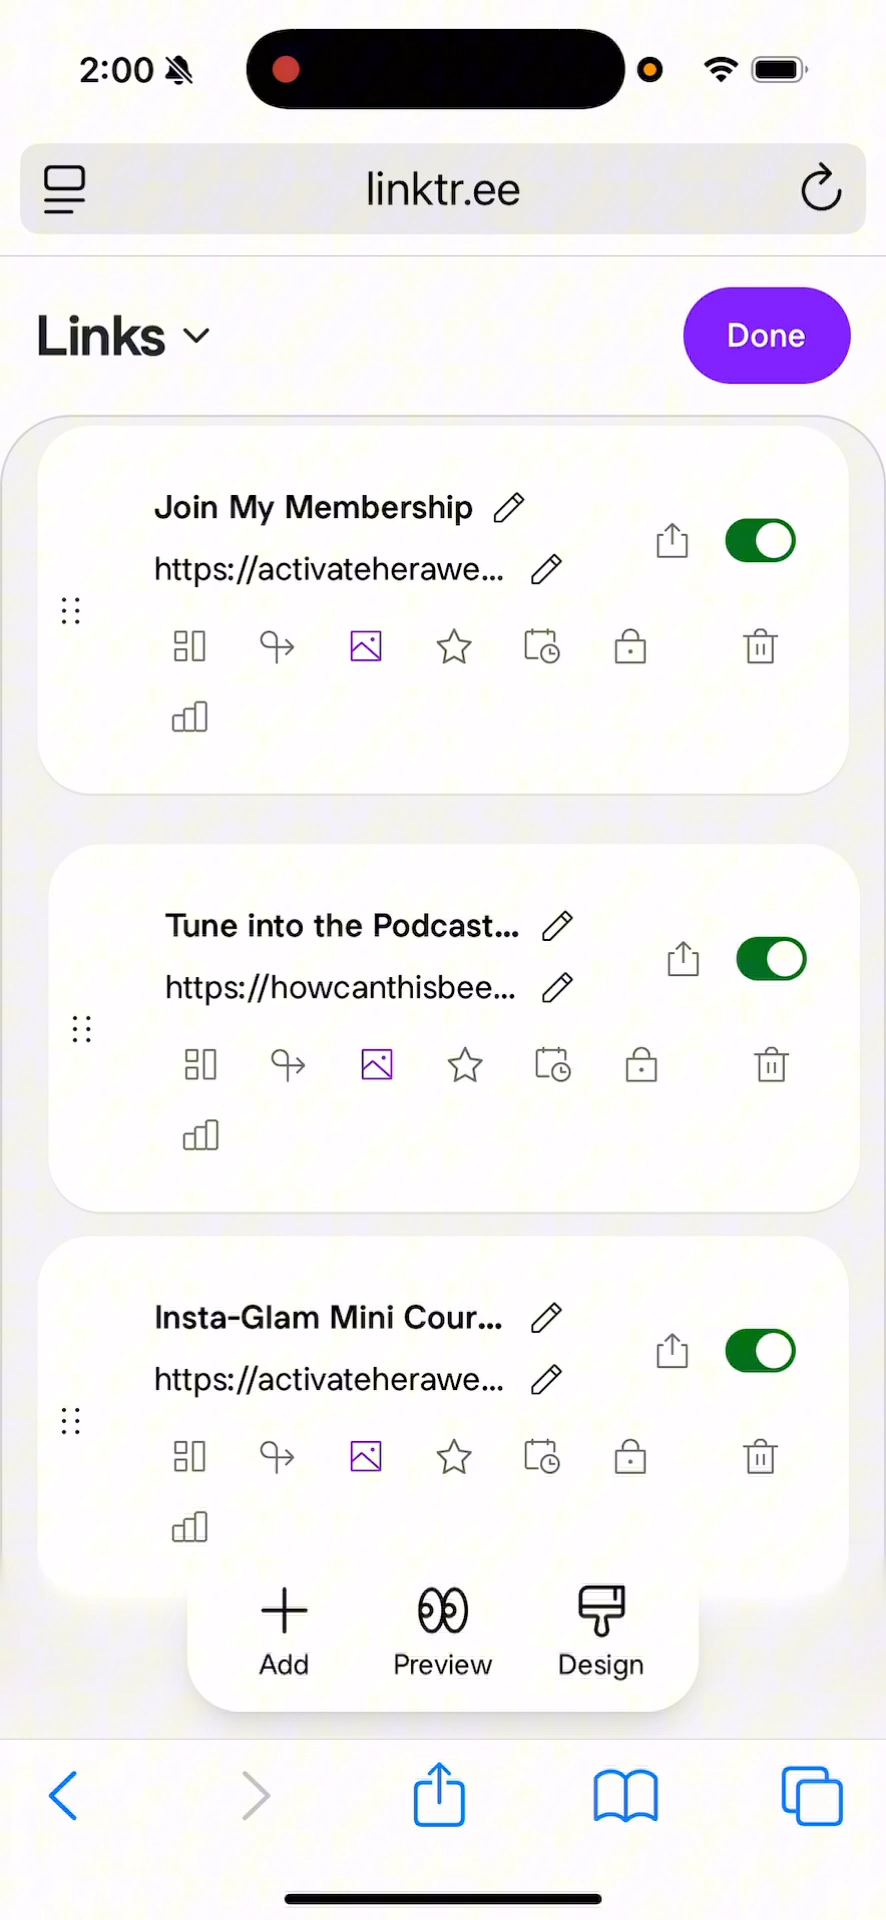 2:00
linktr.ee
Links
Done
Join My Membership
https://activateherawe...
Tune into the Podcast...
https://howcanthisbee...
Insta-Glam Mini Cour...
https://activateherawe...
Add
Preview
Design